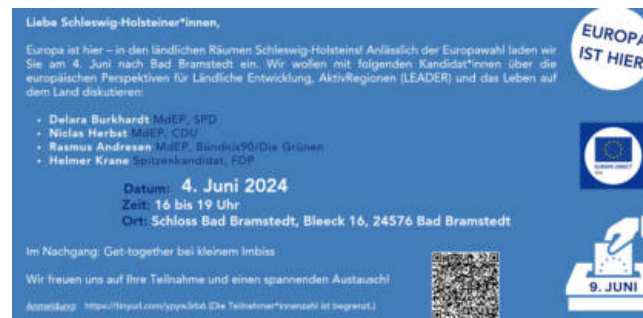 Liebe Schleswig-Holsteiner*innen,
Europa ist hier – in den ländlichen Räumen Schleswig-Holsteins! Anlässlich der Europawahl laden wir
Sie am 4. Juni nach Bad Bramstedt ein. Wir wollen mit folgenden Kandidat*innen über die
europäischen Perspektiven für Ländliche Entwicklung, AktivRegionen (LEADER) und das Leben auf
dem Land diskutieren:
• Delara Burkhardt MdEP, SPD
• Niclas Herbst MdEP, CDU
• Rasmus Andresen MdEP, Bündnis90/Die Grünen
• Helmer Krane Spitzenkandidat, FDP
Datum: 4. Juni 2024
Zeit: 16 bis 19 Uhr
Ort: Schloss Bad Bramstedt, Bleeck 16, 24576 Bad Bramstedt
Im Nachgang: Get-together bei kleinem Imbiss
Wir freuen uns auf Ihre Teilnahme und einen spannenden Austausch!
Anmeldung: (Die Teilnehmer*innenzahl ist begrenzt.)
EUROPA
IST HIER
EUROPE DIRECT
9. JUNI